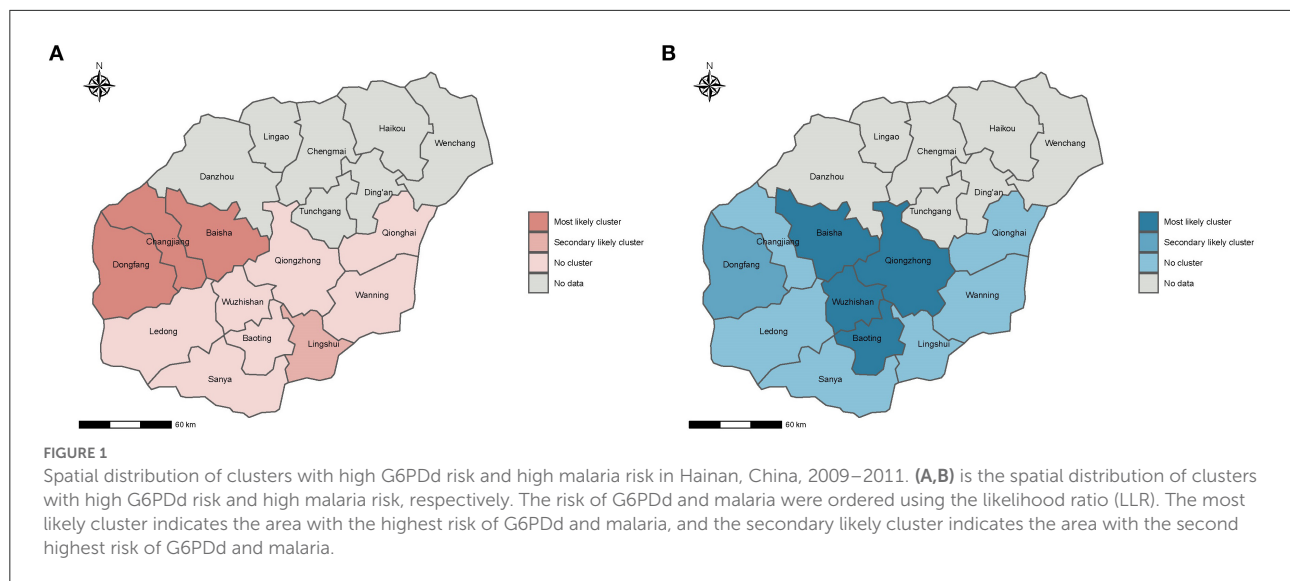 A
N
Lingao
Haikou
Chengmai
Wenchang
Danzhou
Ding'an
Tunchgang
Baisha
Changjiang
Qionghai
Dongfang
Qiongzhong
Wanning
Wuzhishan
Ledong
Baoting
Lingshui
Sanya
60 km
Most likely cluster
Secondary likely cluster
No cluster
No data
B
N
Lingao
Haikou
Chengmai
Wenchang
Danzhou
Ding'an
Tunchgang
Baisha
Changjiang
Qionghai
Dongfang
Qiongzhong
Wanning
Wuzhishan
Ledong
Baoting
Lingshui
Sanya
60 km
Most likely cluster
Secondary likely cluster
No cluster
No data
FIGURE 1
Spatial distribution of clusters with high G6PDd risk and high malaria risk in Hainan, China, 2009–2011. (A,B) is the spatial distribution of clusters
with high G6PDd risk and high malaria risk, respectively. The risk of G6PDd and malaria were ordered using the likelihood ratio (LLR). The most
likely cluster indicates the area with the highest risk of G6PDd and malaria, and the secondary likely cluster indicates the area with the second
highest risk of G6PDd and malaria.